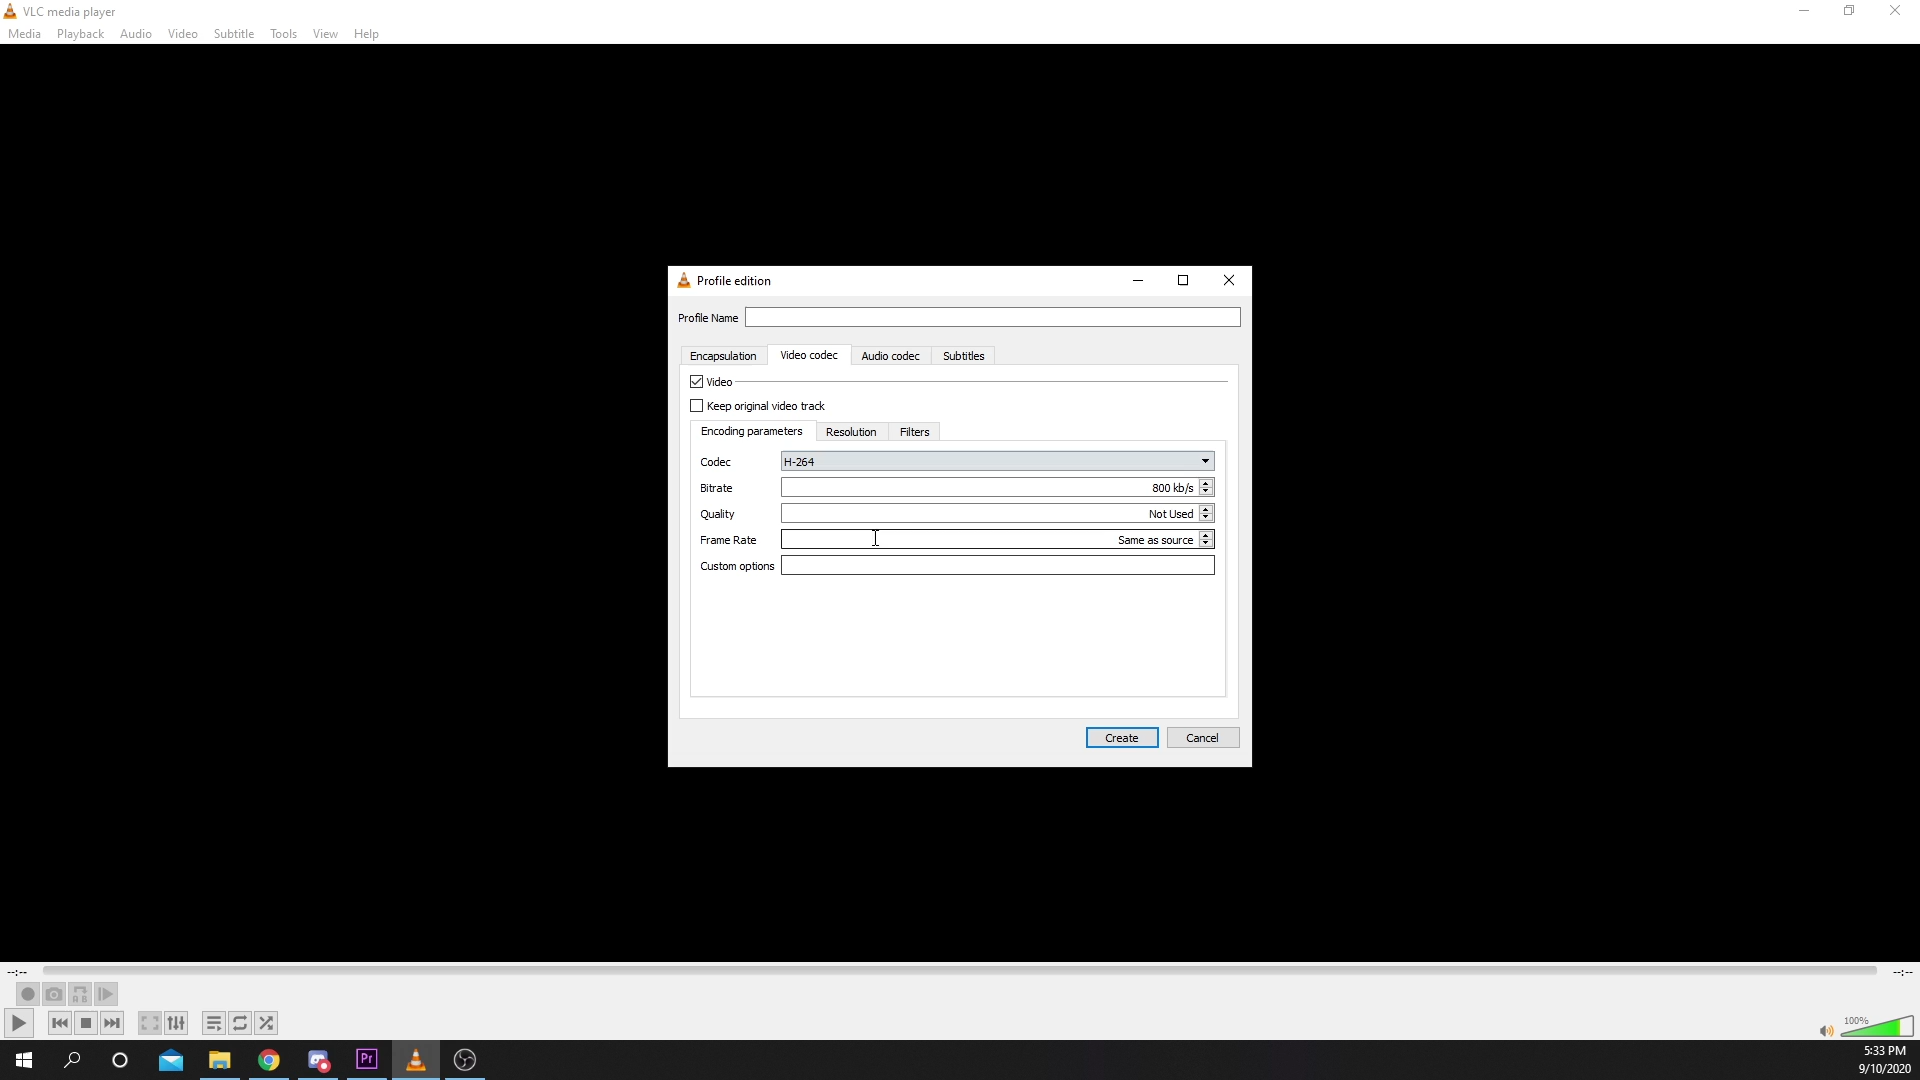 VLC media player
Media Playback Audio Video Subtitle Tools View Help
Profile edition
Profile Name
Encapsulation Video codec Audio codec Subtitles
Video
Keep original video track
Encoding parameters Resolution Filters
Codec H-264
Bitrate 800 kb/s
Quality Not Used
Frame Rate Same as source
Custom options
Create Cancel
--:-- --:--
A B
100%
Pr
5:33 PM
9/10/2020